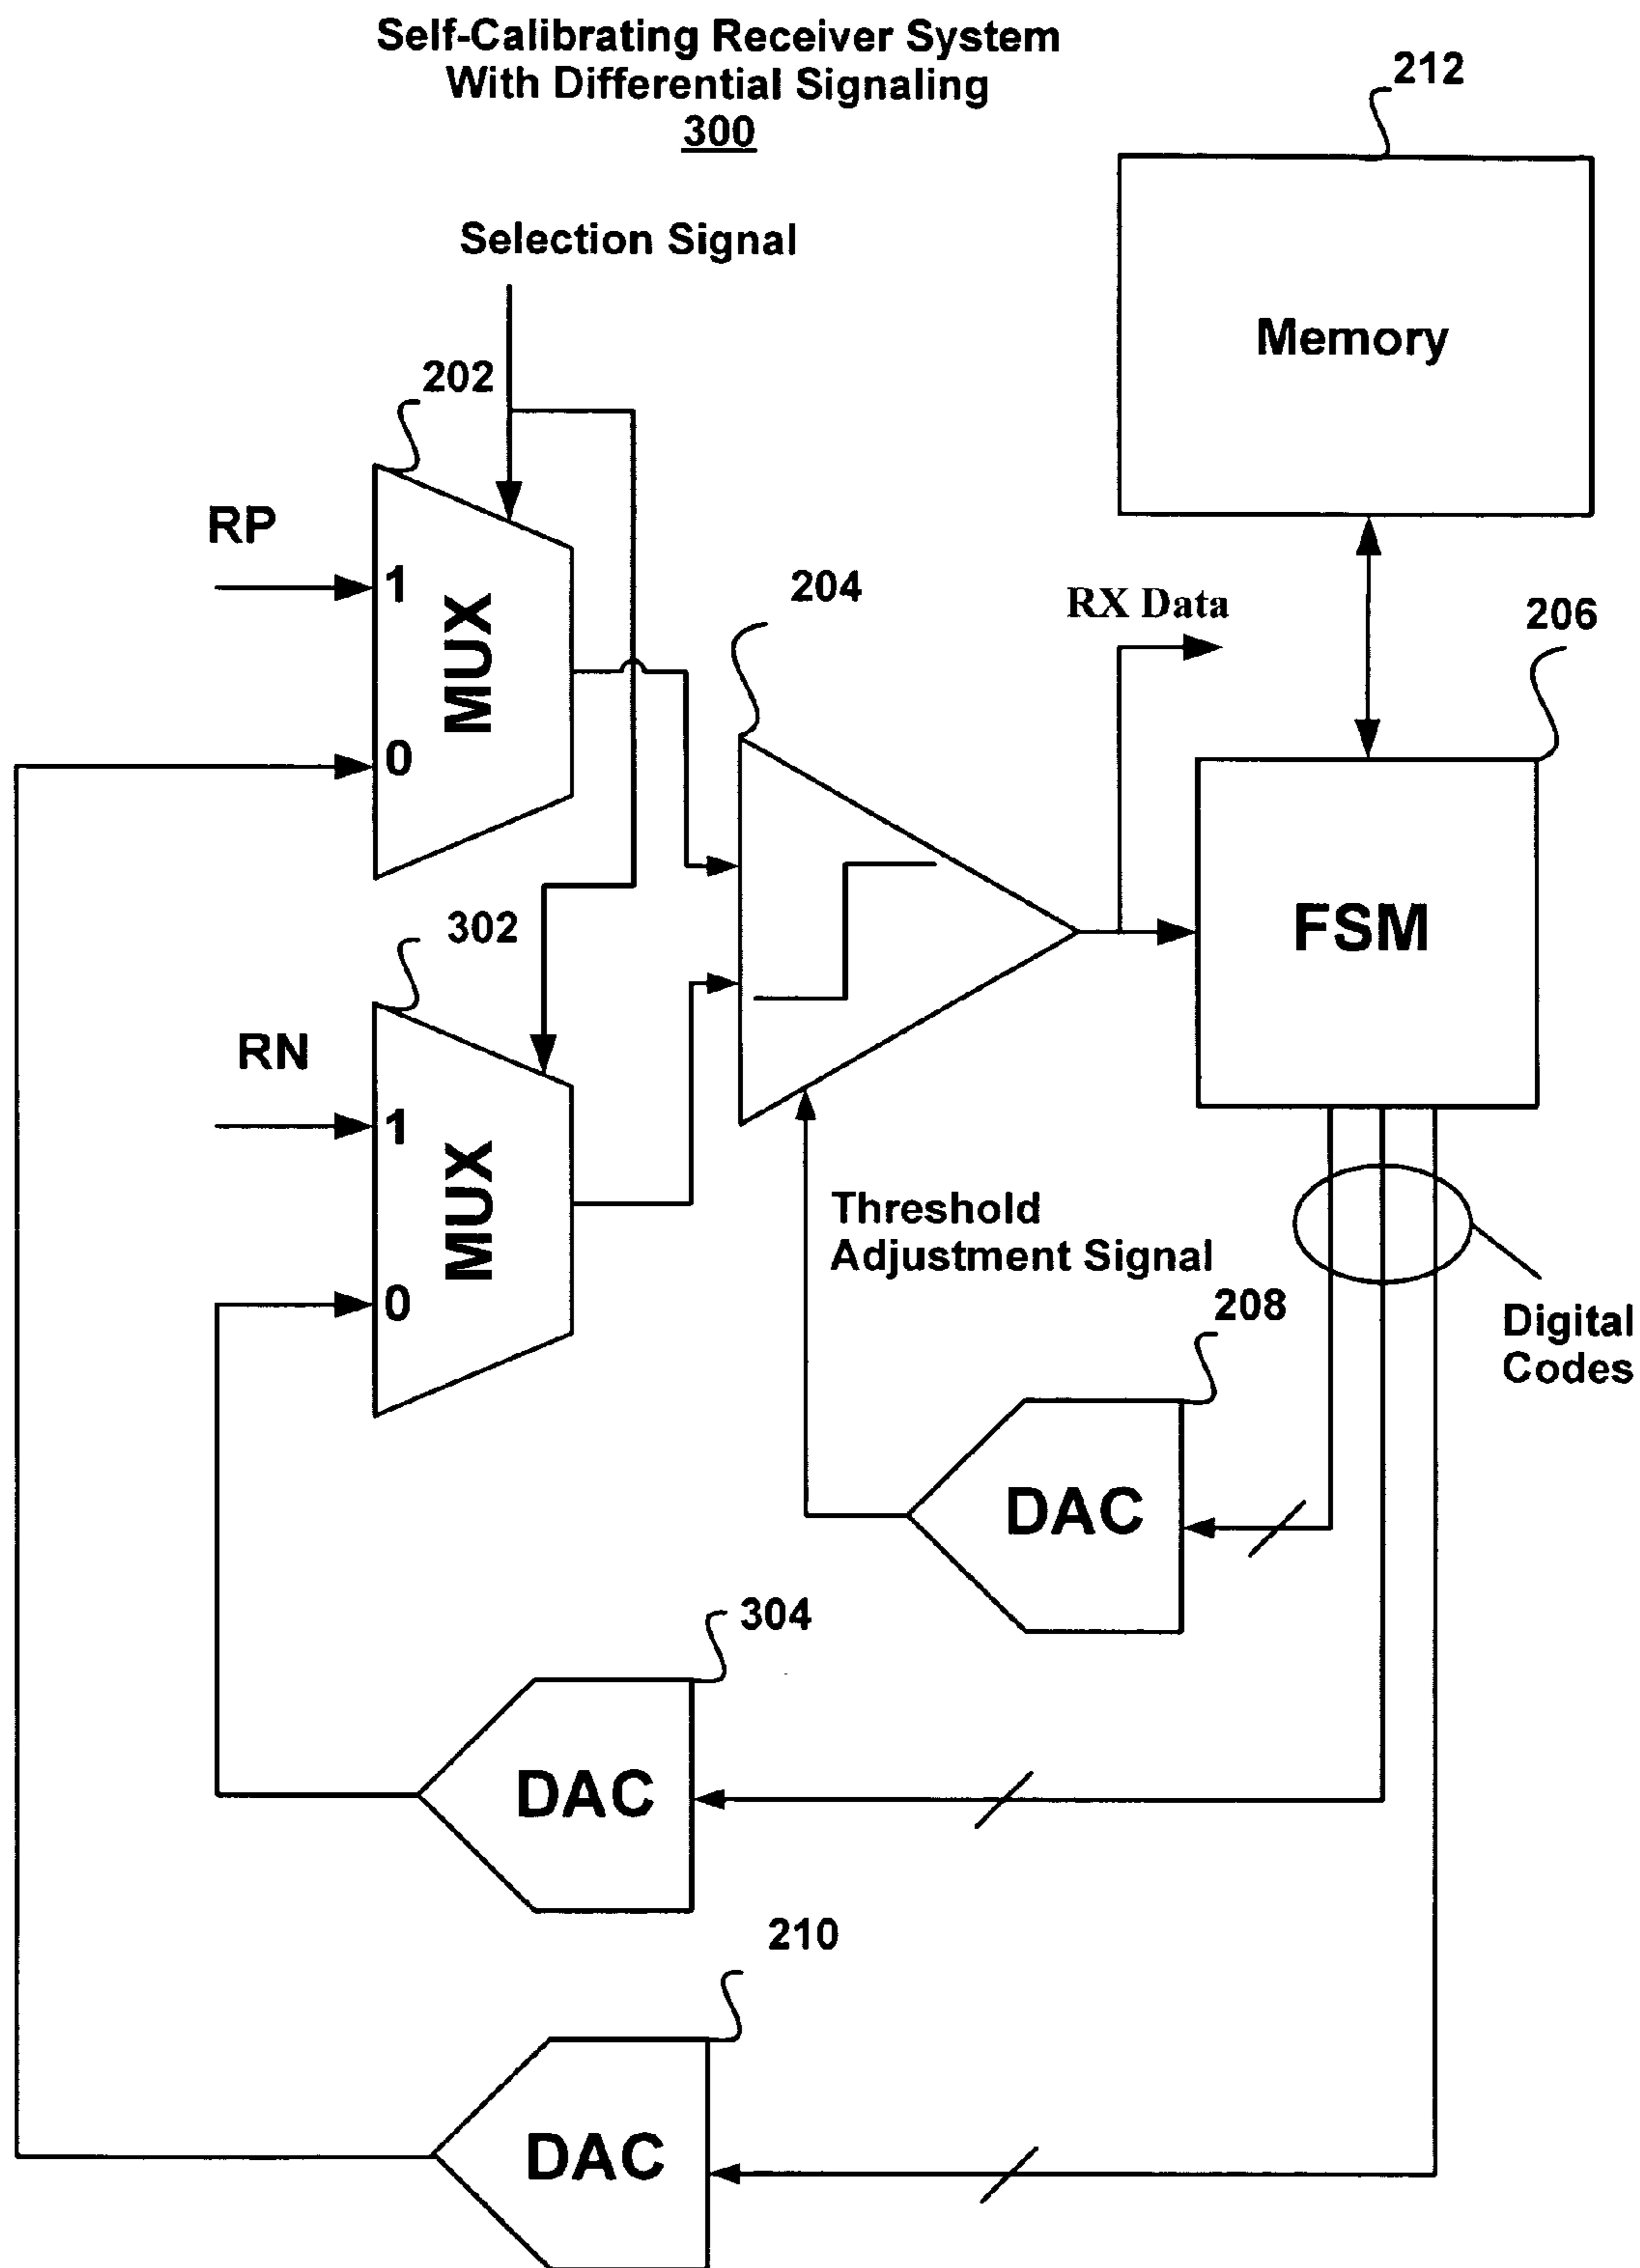 Self-Calibrating Receiver System
With Differential Signaling
300
212
Selection Signal
Memory
202
RP
1
MUX
0
204
RX Data
206
FSM
302
RN
1
MUX
0
Threshold
Adjustment Signal
208
Digital
Codes
DAC
304
DAC
210
DAC